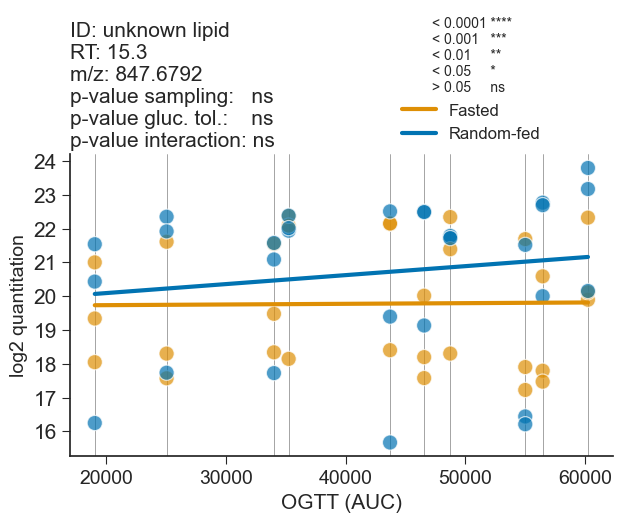 ID: unknown lipid
RT: 15.3
m/z: 847.6792
p-value sampling: ns
p-value gluc. tol.: ns
p-value interaction: ns
< 0.0001 ****
< 0.001 ***
< 0.01 **
< 0.05 *
> 0.05 ns
Fasted
Random-fed
log2 quantitation
24
23
22
21
20
19
18
17
16
20000 30000 40000 50000 60000
OGTT (AUC)